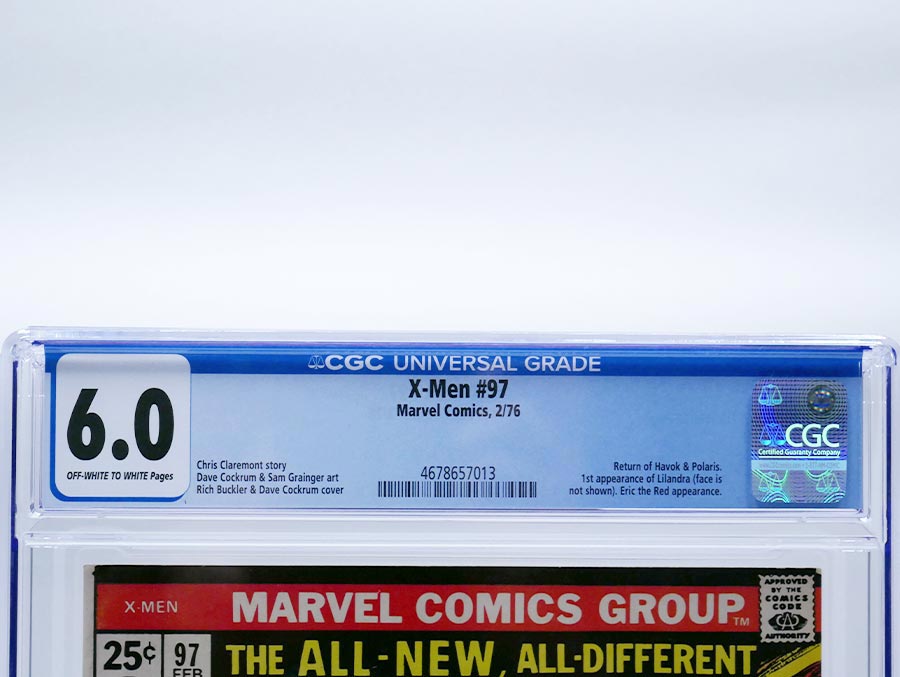 CGC UNIVERSAL GRADE
X-Men #97
Marvel Comics, 2/76
6.0
OFF-WHITE TO WHITE Pages
Chris Claremont story
Dave Cockrum & Sam Grainger art
Rich Buckler & Dave Cockrum cover
4678657013
Return of Havok & Polaris.
1st appearance of Lilandra (face is
not shown). Eric the Red appearance.
CGC
Certified Guaranty Company
X-MEN
MARVEL COMICS GROUP™
APPROVED
BY THE
COMICS
CODE
CA
AUTHORITY
25¢
97
FEB
THE ALL-NEW, ALL-DIFFERENT